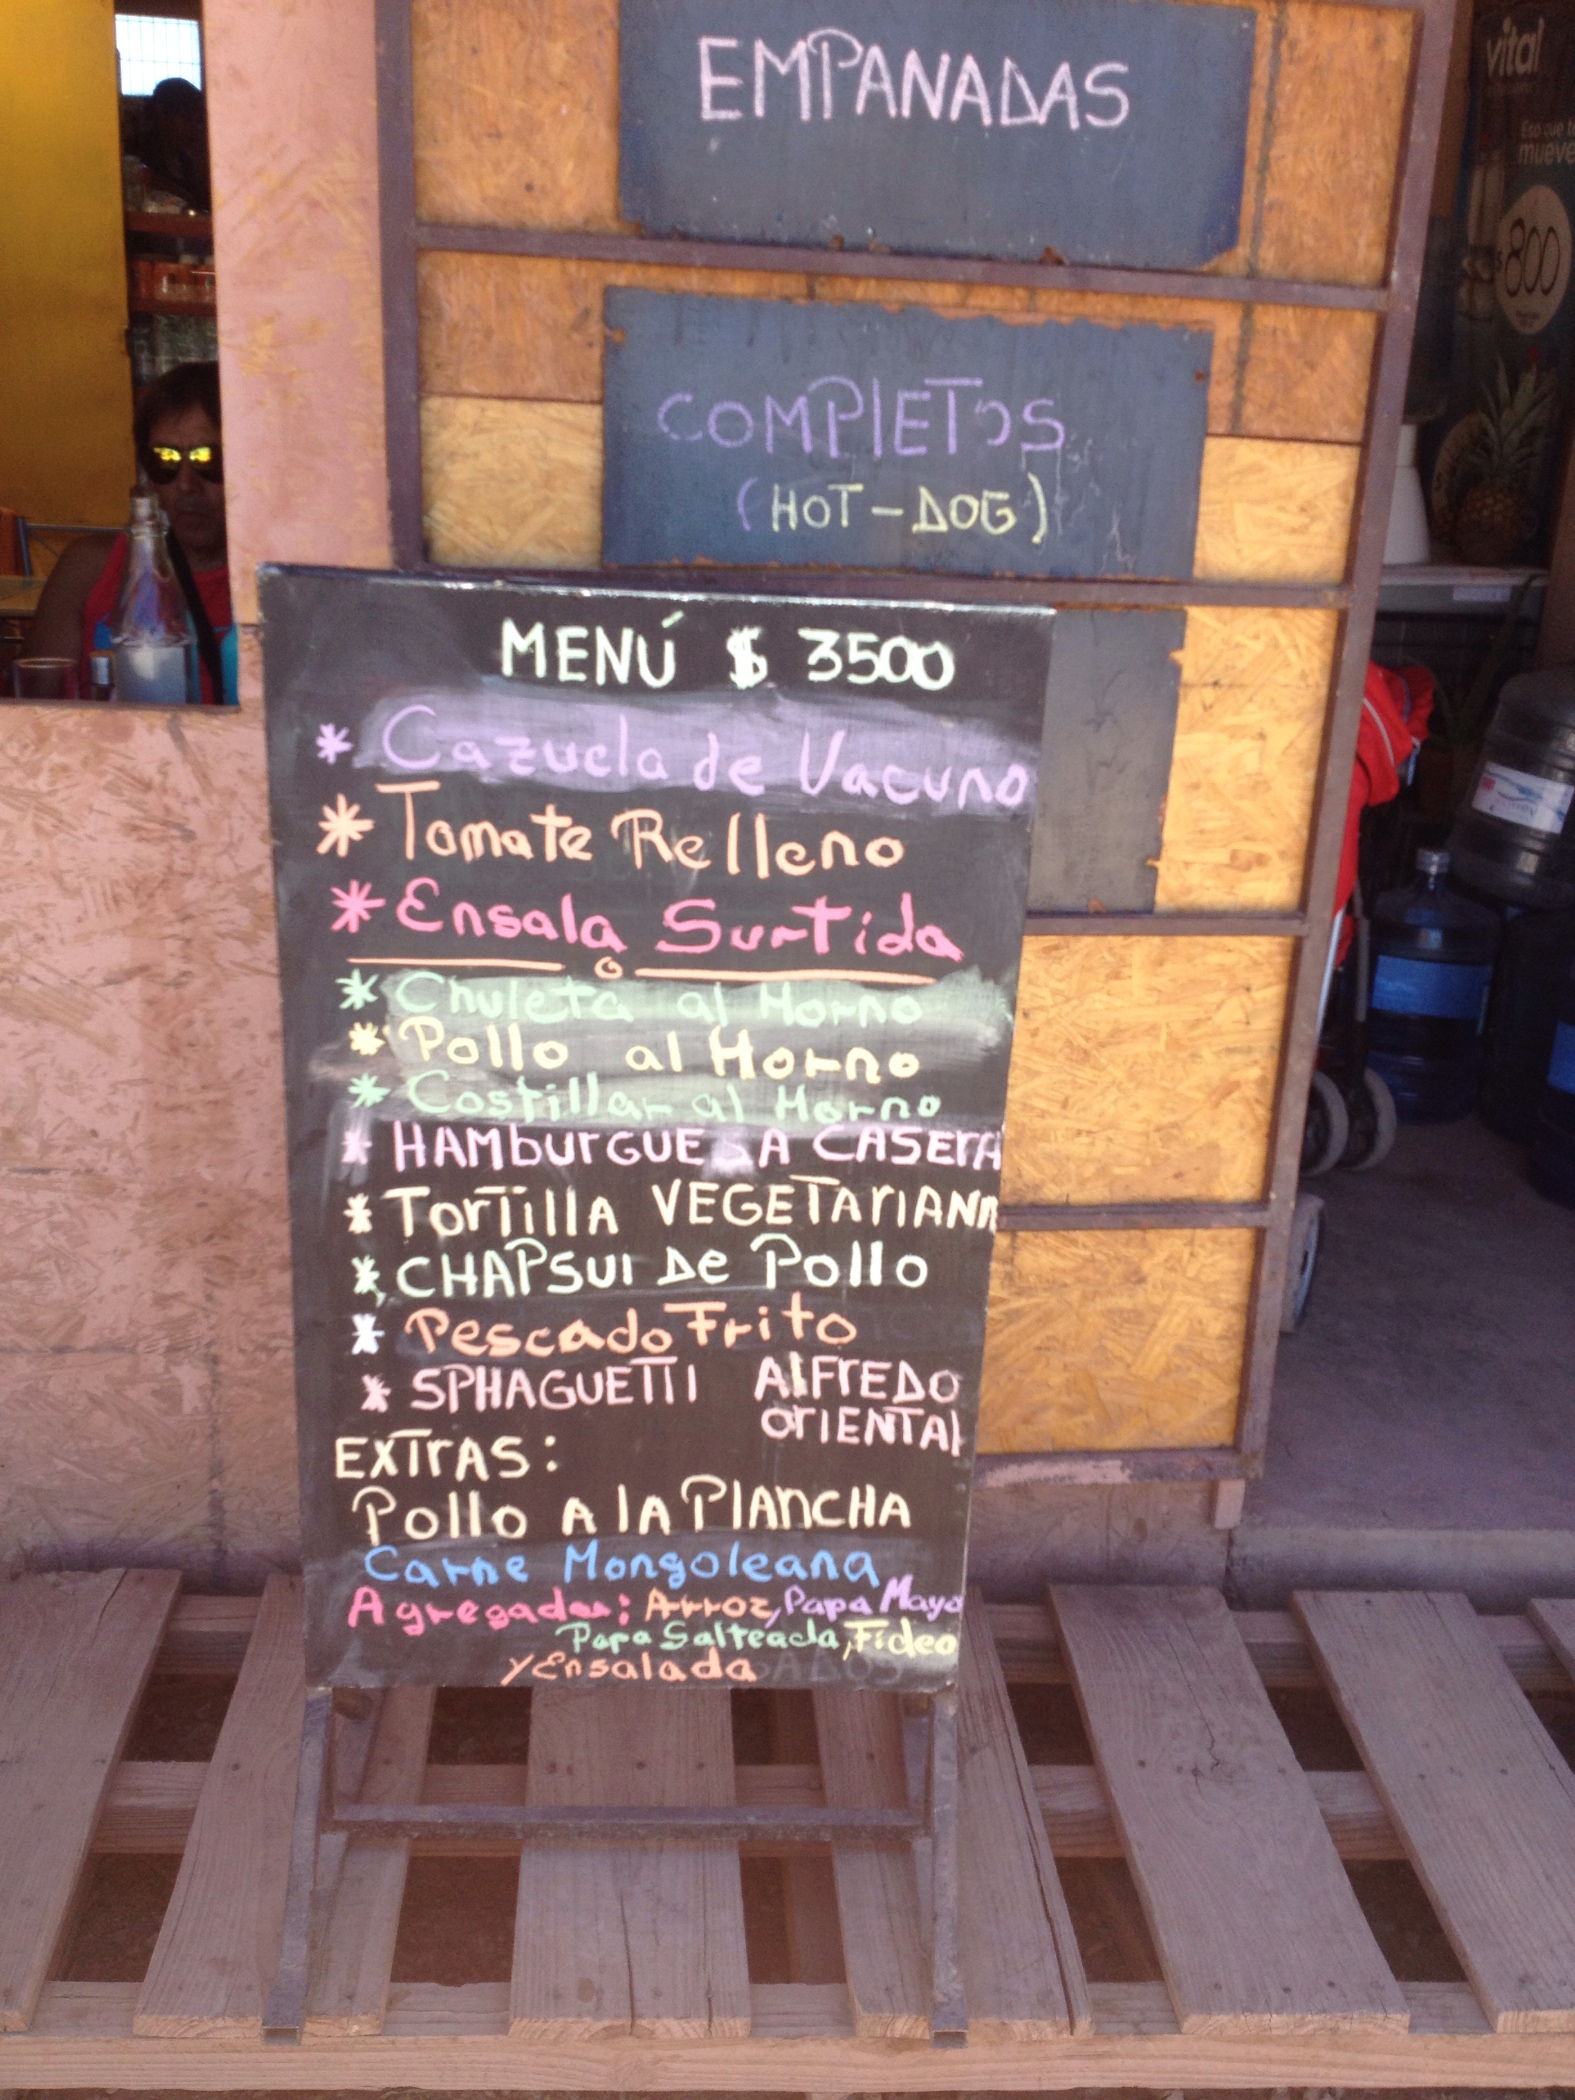 EMPANADAS
COMPlETOS
(HOT-DOG)
vital
Eso que te
mueve
800
MENÚ $ 3500
* Cazuela de Vacuno
* Tomate Relleno
* Ensala Surtida
o
* Chuleta al Horno
* Pollo al Horno
* Costillar al Horno
* HAMburGUESA CASErA
* TorTillA VEGETArIANA
* CHAPSUI De Pollo
* Pescado Frito
* SPHAGUETTI AlFrEDO
OrIENTAl
EXTrAS:
Pollo A lA PlAncHA
Carne Mongoleana
Agregados: Arroz, Papa Mayo
Papa Salteada, Fideo
y Ensalada